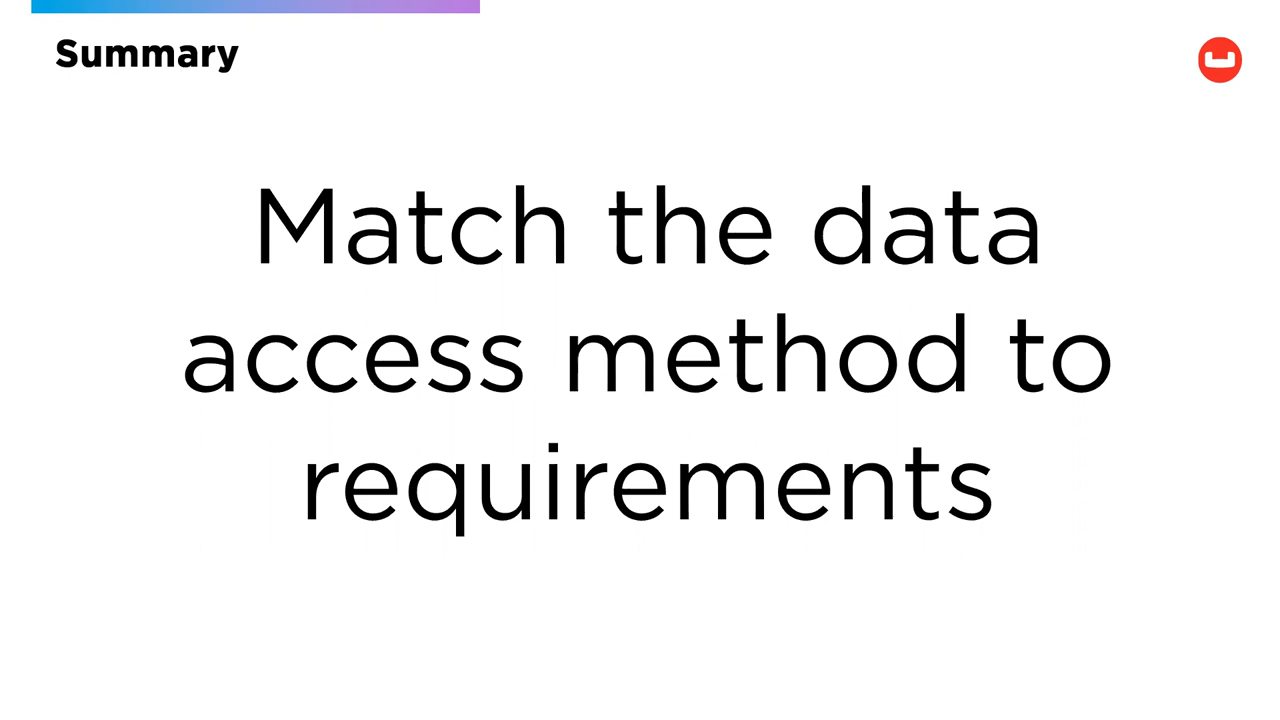 Summary
Match the data
access method to
requirements